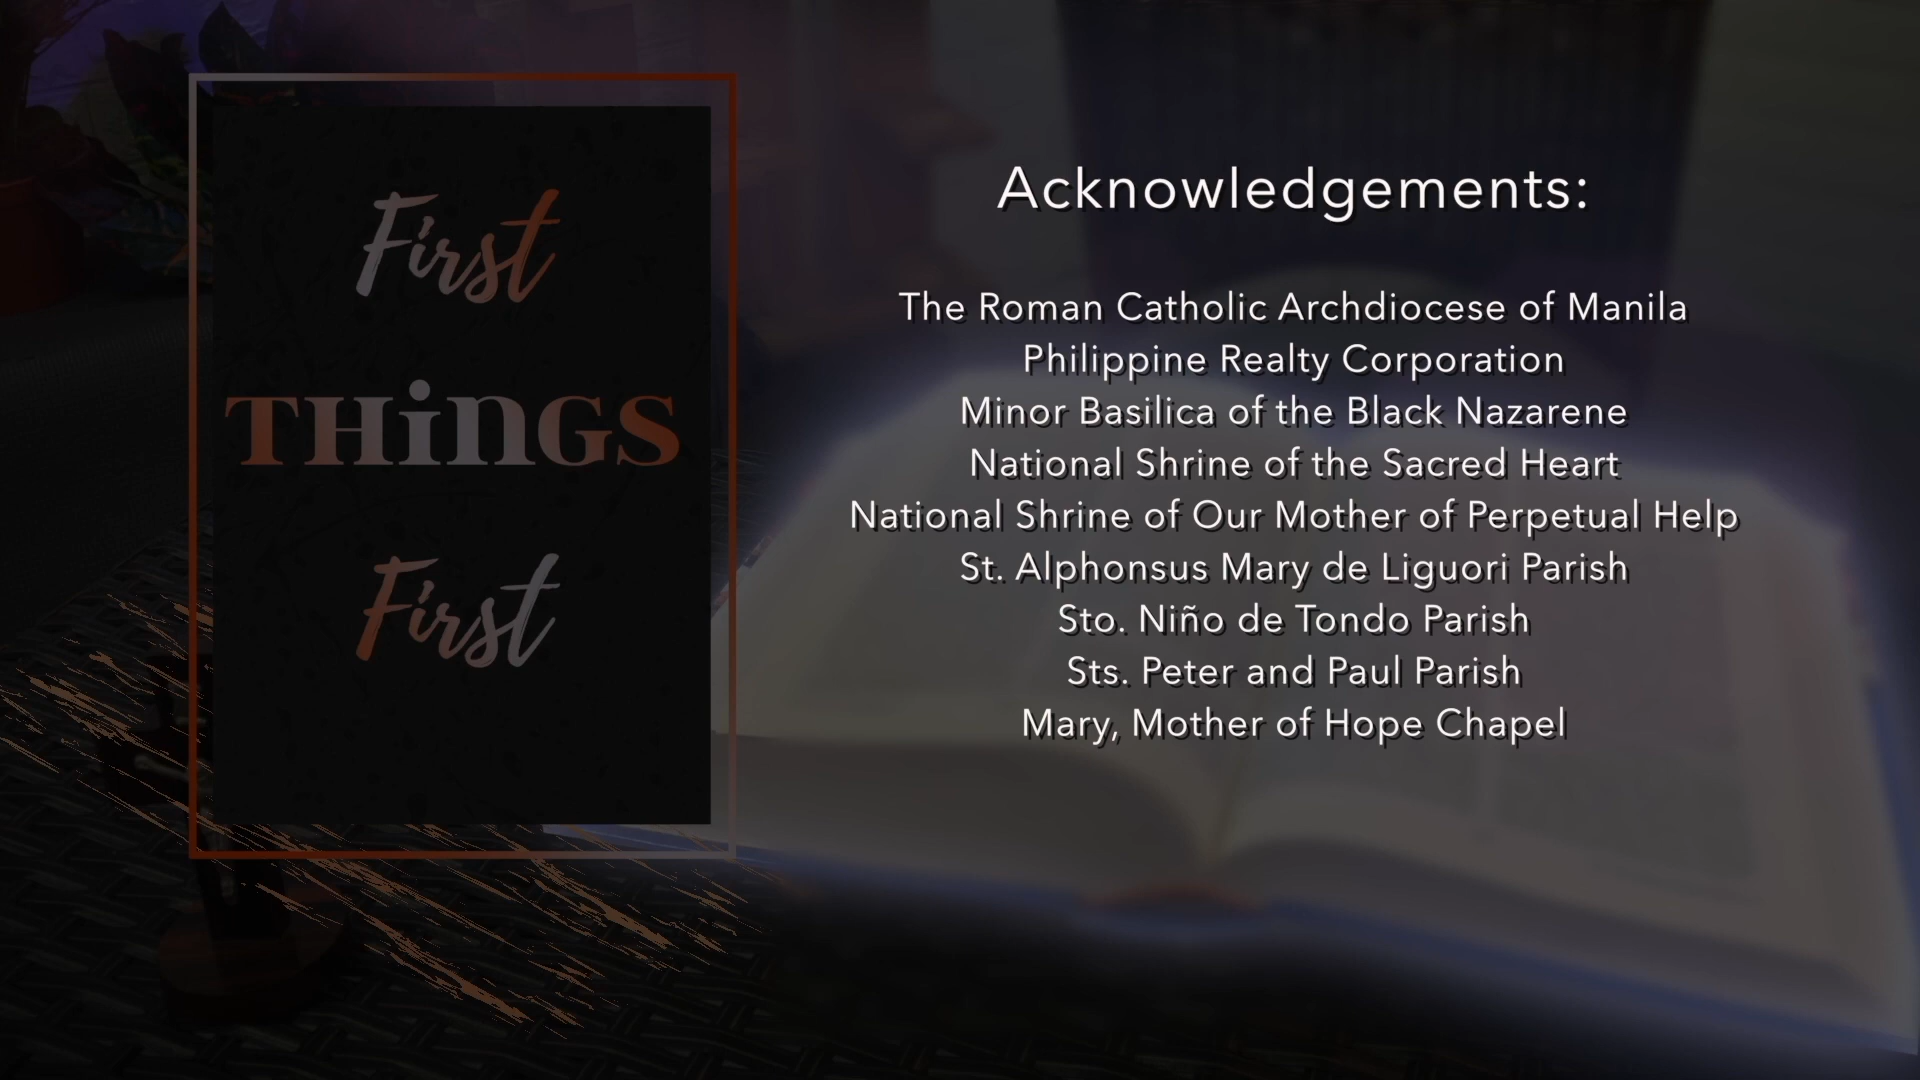 First
THiNGS
First
Acknowledgements:
The Roman Catholic Archdiocese of Manila
Philippine Realty Corporation
Minor Basilica of the Black Nazarene
National Shrine of the Sacred Heart
National Shrine of Our Mother of Perpetual Help
St. Alphonsus Mary de Liguori Parish
Sto. Niño de Tondo Parish
Sts. Peter and Paul Parish
Mary, Mother of Hope Chapel